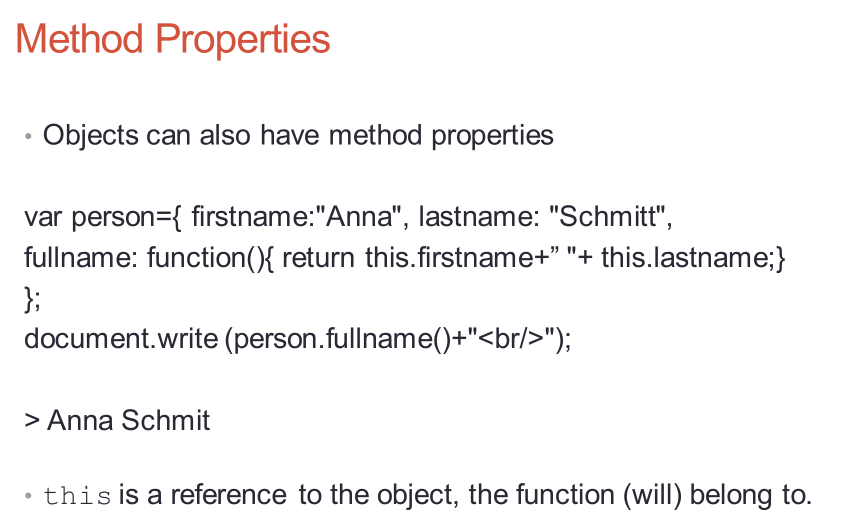 Method Properties
• Objects can also have method properties
var person={ firstname:"Anna", lastname: "Schmitt",
fullname: function(){ return this.firstname+” "+ this.lastname;}
};
document.write (person.fullname()+"<br/>");
> Anna Schmit
• this is a reference to the object, the function (will) belong to.